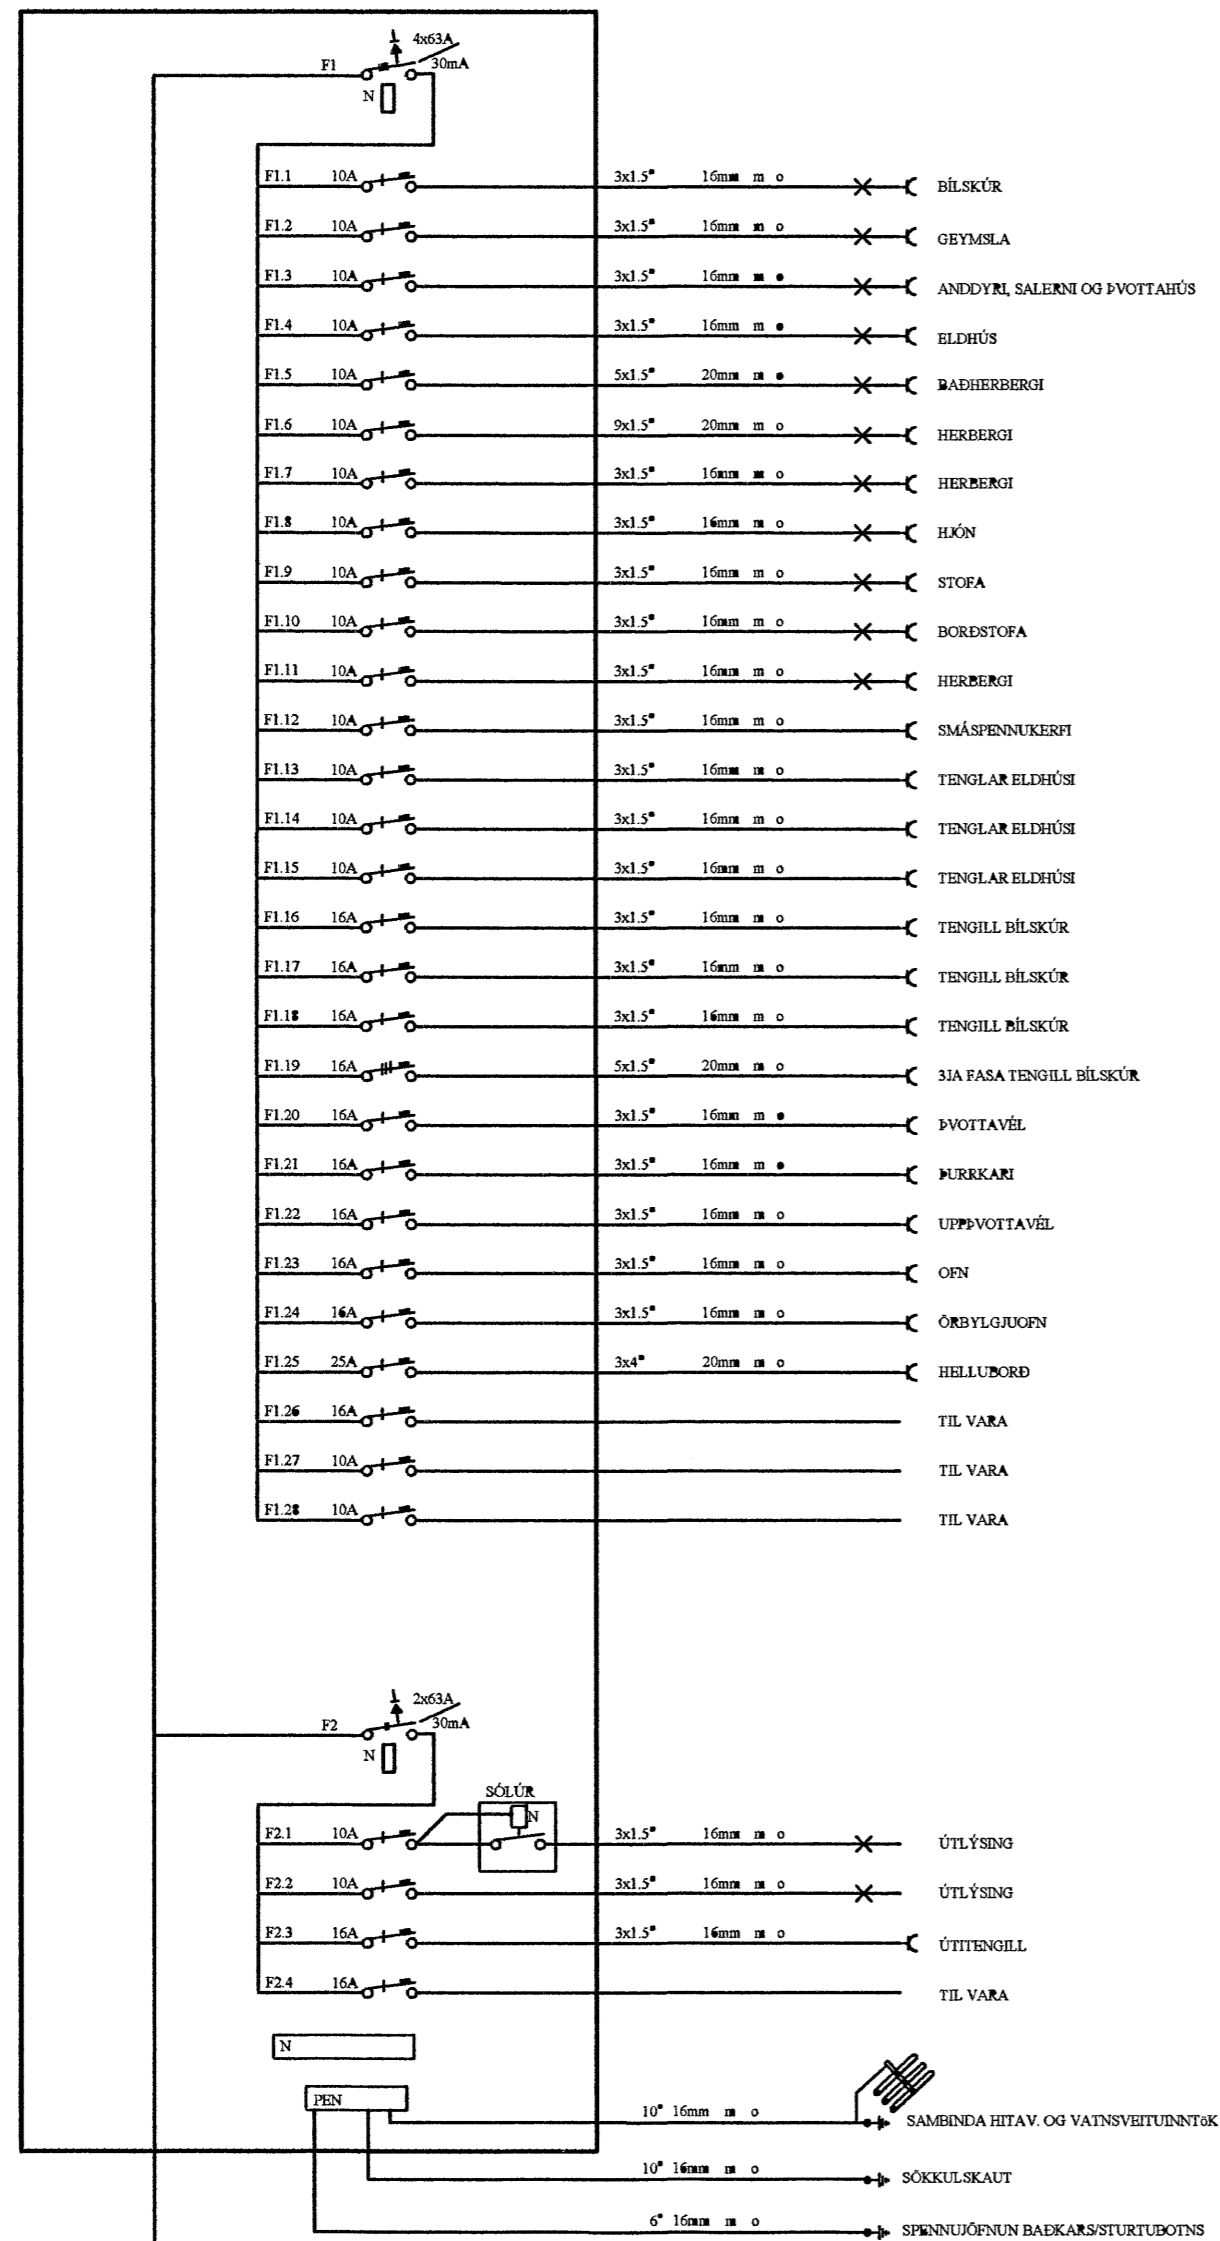 4x63A
F1 30mA
N
F1.1 10A 3x1.5" 16mm m o BÍLSKÚR
F1.2 10A 3x1.5" 16mm m o GEYMSLA
F1.3 10A 3x1.5" 16mm m o ANDDYRI, SALERNI OG ÞVOTTAHÚS
F1.4 10A 3x1.5" 16mm m o ELDHÚS
F1.5 10A 5x1.5" 20mm m o BAÐHERBERGI
F1.6 10A 9x1.5" 20mm m o HERBERGI
F1.7 10A 3x1.5" 16mm m o HERBERGI
F1.8 10A 3x1.5" 16mm m o HJÓN
F1.9 10A 3x1.5" 16mm m o STOFA
F1.10 10A 3x1.5" 16mm m o BORÐSTOFA
F1.11 10A 3x1.5" 16mm m o HERBERGI
F1.12 10A 3x1.5" 16mm m o SMÁSPENNUKERFI
F1.13 10A 3x1.5" 16mm m o TENGLAR ELDHÚSI
F1.14 10A 3x1.5" 16mm m o TENGLAR ELDHÚSI
F1.15 10A 3x1.5" 16mm m o TENGLAR ELDHÚSI
F1.16 16A 3x1.5" 16mm m o TENGILL BÍLSKÚR
F1.17 16A 3x1.5" 16mm m o TENGILL BÍLSKÚR
F1.18 16A 3x1.5" 16mm m o TENGILL BÍLSKÚR
F1.19 16A 5x1.5" 20mm m o 3JA FASA TENGILL BÍLSKÚR
F1.20 16A 3x1.5" 16mm m o ÞVOTTAVÉL
F1.21 16A 3x1.5" 16mm m o ÞURRKARI
F1.22 16A 3x1.5" 16mm m o UPPÞVOTTAVÉL
F1.23 16A 3x1.5" 16mm m o OFN
F1.24 16A 3x1.5" 16mm m o ÖRBYLGJUOFN
F1.25 25A 3x4" 20mm m o HELLUBORÐ
F1.26 16A TIL VARA
F1.27 10A TIL VARA
F1.28 10A TIL VARA
2x63A
F2 30mA
N
SÓLÚR
N
F2.1 10A 3x1.5" 16mm m o ÚTLÝSING
F2.2 10A 3x1.5" 16mm m o ÚTLÝSING
F2.3 16A 3x1.5" 16mm m o ÚTITENGILL
F2.4 16A TIL VARA
N
PEN
10" 16mm m o SAMBINDA HITAV. OG VATNSVEITUINNTöK
10" 16mm m o SÖKKULSKAUT
6" 16mm m o SPENNUJÖFNUN BAÐKARS/STURTUBOTNS